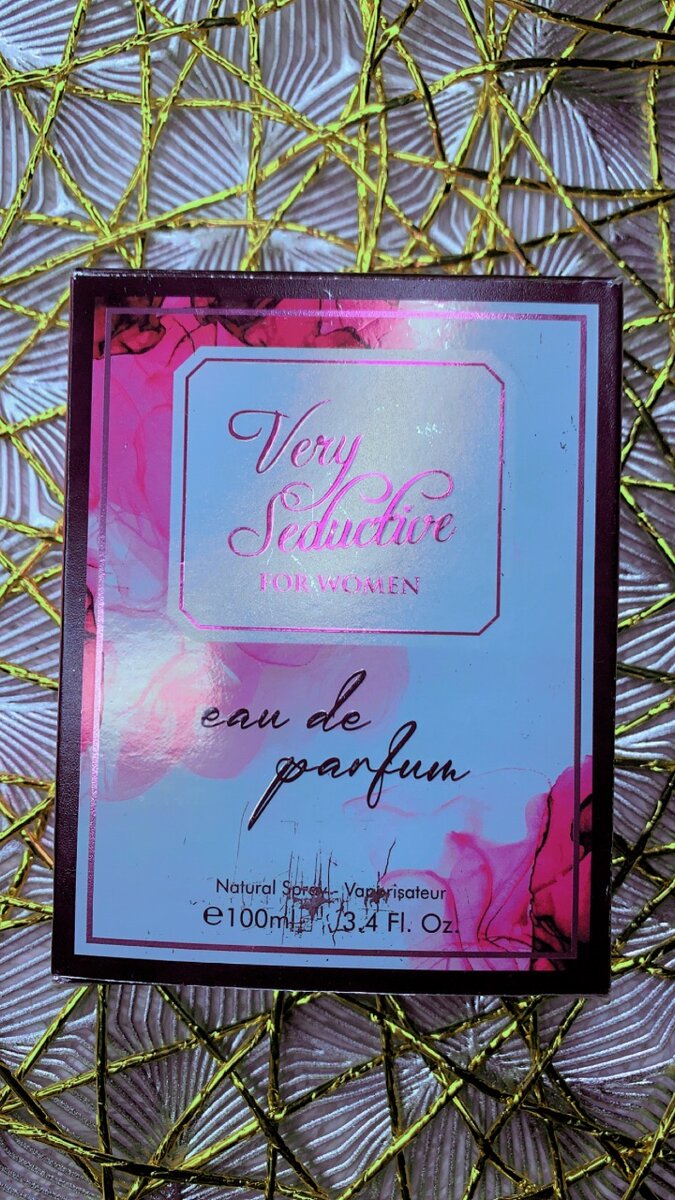 Very
Seductive
FOR WOMEN
eau de
parfum
Natural Spray - Vaporisateur
℮100ml 3.4 Fl. Oz.